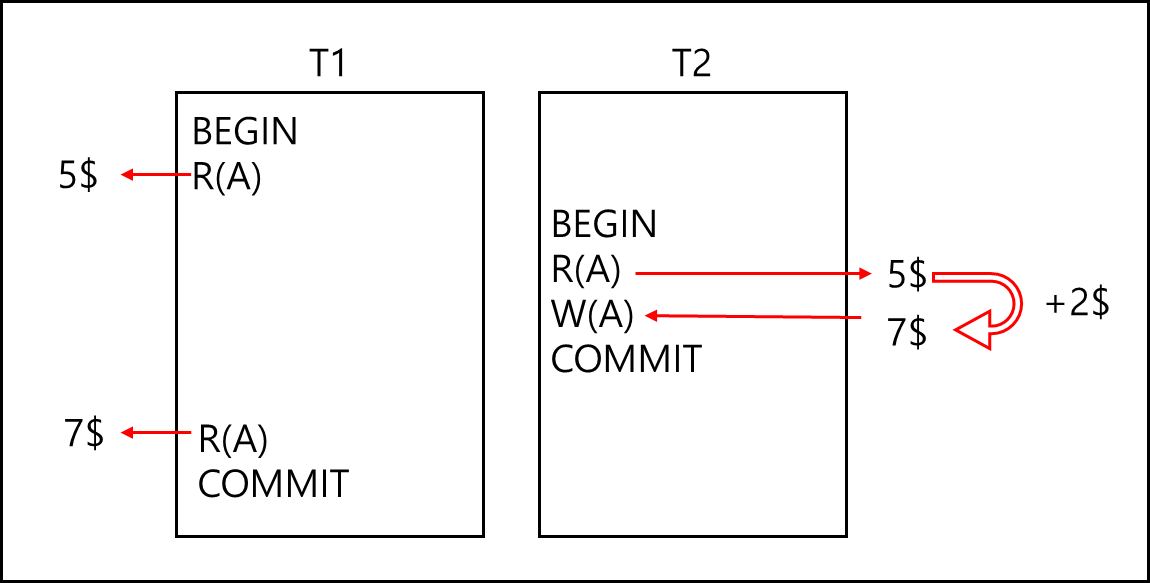 T1
T2
BEGIN
5$
R(A)
BEGIN
R(A)
5$
+2$
W(A)
7$
COMMIT
7$
R(A)
COMMIT